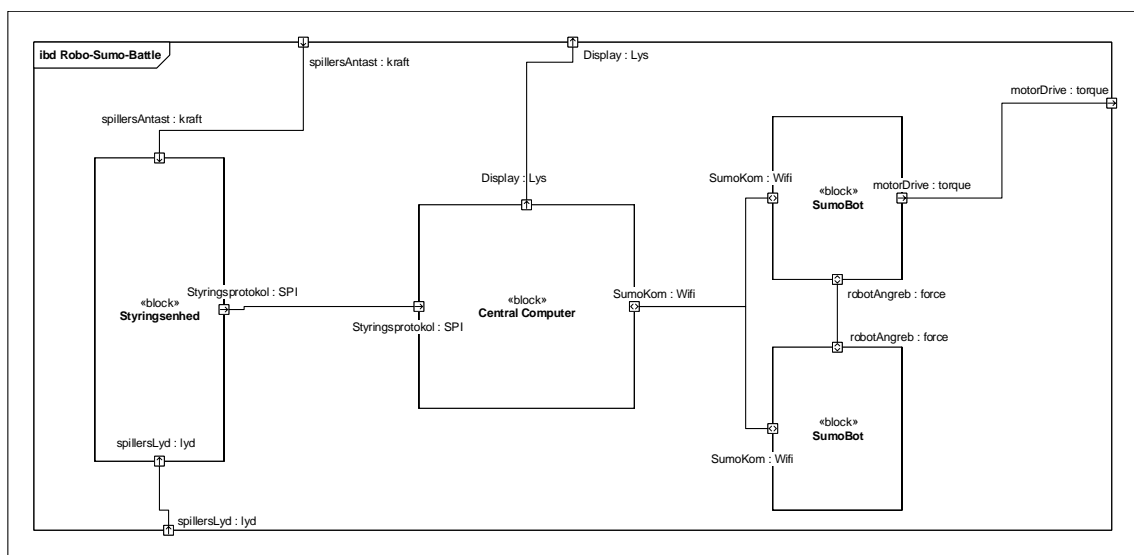 ibd Robo-Sumo-Battle
spillersAntast : kraft
Display : Lys
motorDrive : torque
spillersAntast : kraft
Display : Lys
SumoKom : Wifi
motorDrive : torque
«block»
SumoBot
Styringsprotokol : SPI
«block»
Styringsenhed
Styringsprotokol : SPI
«block»
Central Computer
SumoKom : Wifi
robotAngreb : force
robotAngreb : force
«block»
SumoBot
SumoKom : Wifi
spillersLyd : lyd
spillersLyd : lyd